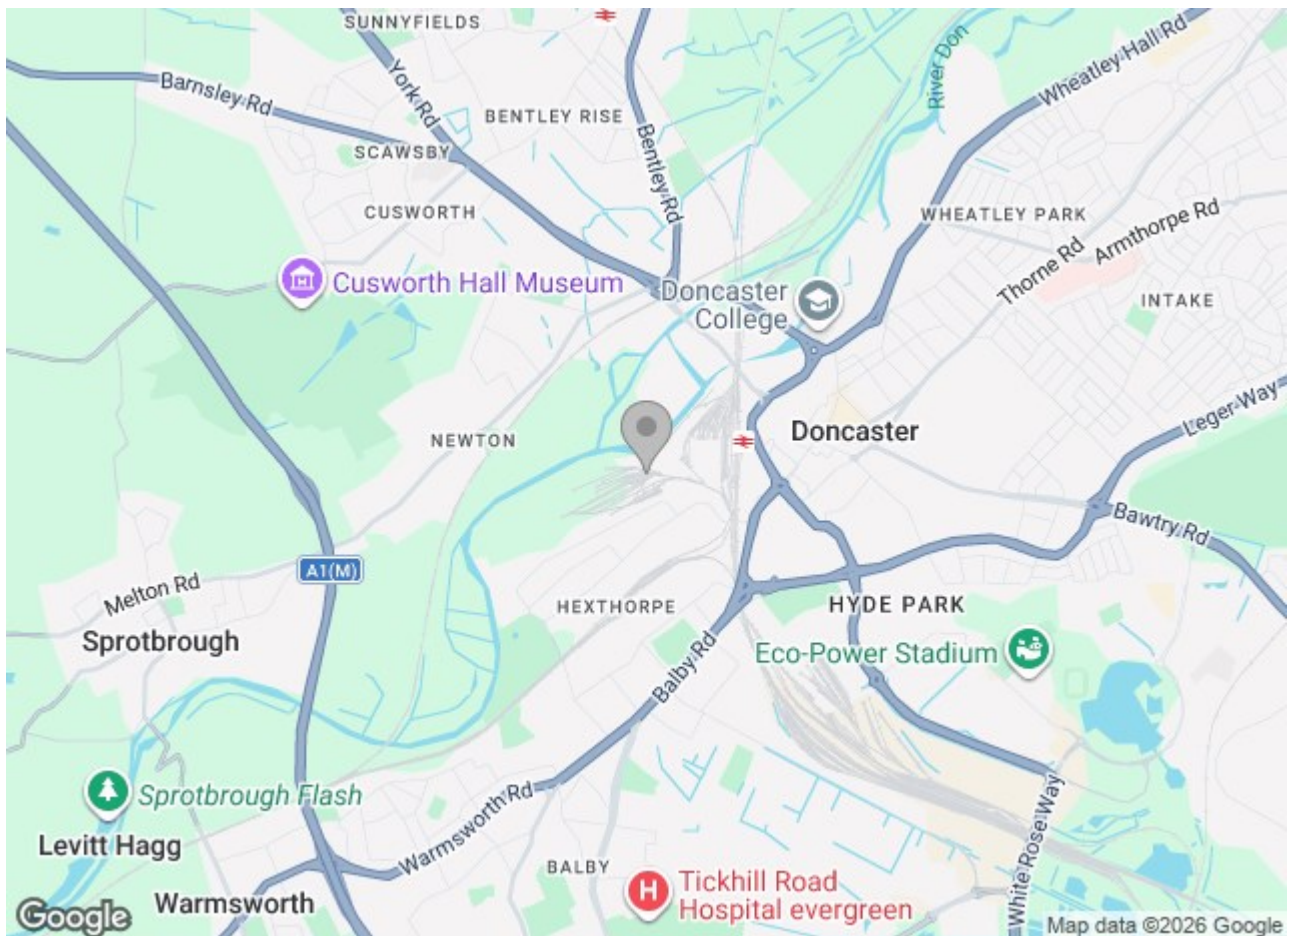 SUNNYFIELDS
River Don
Wheatley Hall Rd
Barnsley Rd
York Rd
BENTLEY RISE
Bentley Rd
SCAWSBY
CUSWORTH
WHEATLEY PARK
Armthorpe Rd
Thorne Rd
Cusworth Hall Museum
Doncaster
College
INTAKE
Leger Way
NEWTON
Doncaster
Bawtry Rd
A1(M)
Melton Rd
HEXTHORPE
HYDE PARK
Sprotbrough
Balby Rd
Eco-Power Stadium
Sprotbrough Flash
Warmsworth Rd
White Rose Way
Levitt Hagg
BALBY
H
Tickhill Road
Hospital evergreen
Warmsworth
Google
Map data ©2026 Google